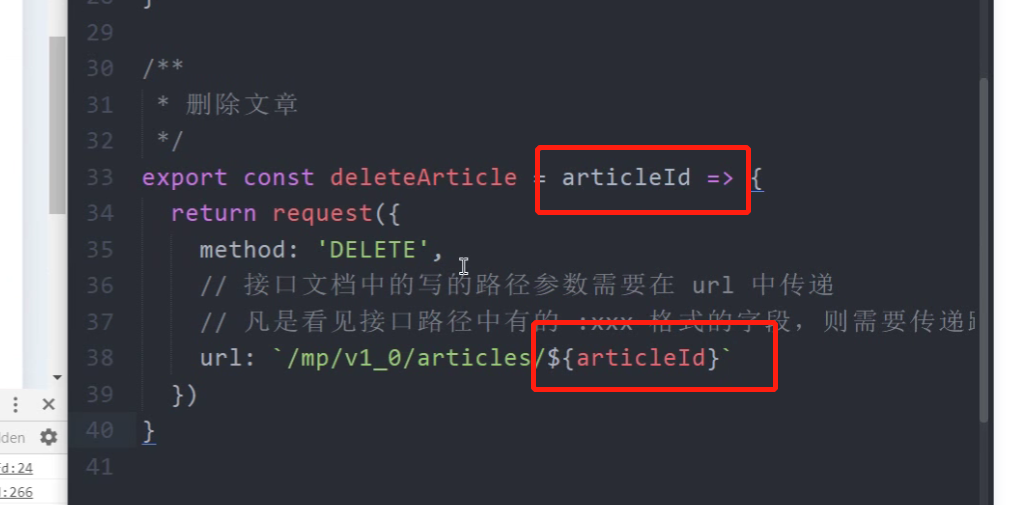 29
30 /**
31 * 删除文章
32 */
33 export const deleteArticle = articleId => {
34 return request({
35 method: 'DELETE',
36 // 接口文档中的写的路径参数需要在 url 中传递
37 // 凡是看见接口路径中有的 :xxx 格式的字段，则需要传递
38 url: `/mp/v1_0/articles/${articleId}`
39 })
40 }
41
d:24
:266